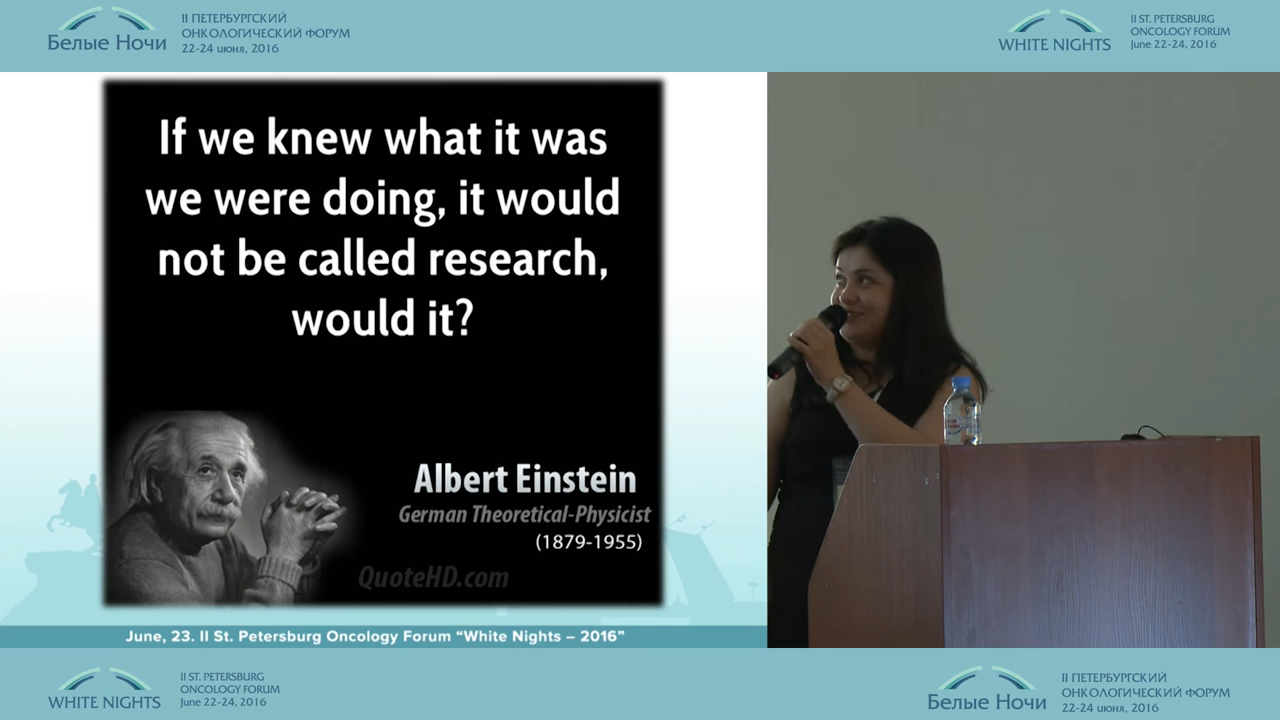 Белые Ночи
II ПЕТЕРБУРГСКИЙ
ОНКОЛОГИЧЕСКИЙ ФОРУМ
22-24 июня, 2016
WHITE NIGHTS
II ST. PETERSBURG
ONCOLOGY FORUM
June 22-24, 2016
If we knew what it was
we were doing, it would
not be called research,
would it?
Albert Einstein
German Theoretical-Physicist
(1879-1955)
QuoteHD.com
June, 23. II St. Petersburg Oncology Forum “White Nights – 2016”
WHITE NIGHTS
II ST. PETERSBURG
ONCOLOGY FORUM
June 22-24, 2016
Белые Ночи
II ПЕТЕРБУРГСКИЙ
ОНКОЛОГИЧЕСКИЙ ФОРУМ
22-24 июня, 2016